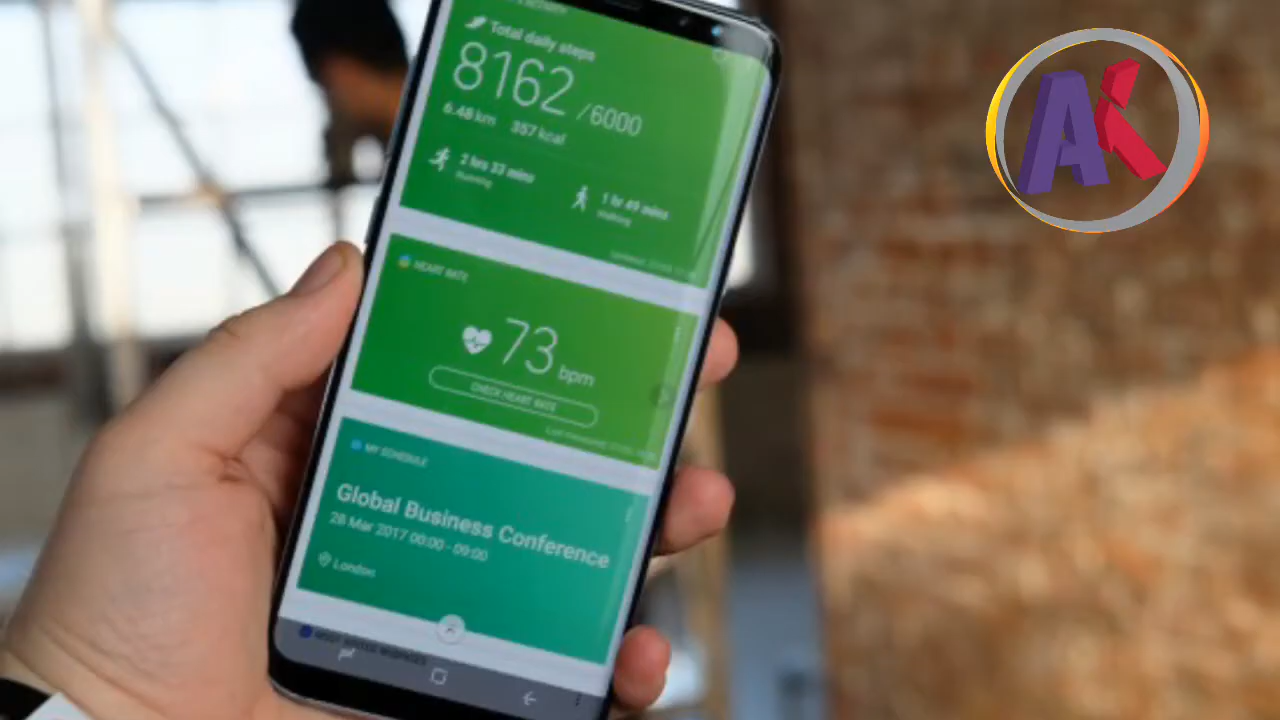 Total daily steps
8162 /6000
6.48 km 357 kcal
2 hrs 33 mins
Running
1 hr 49 mins
Walking
HEART RATE
73 bpm
CHECK HEART RATE
MY SCHEDULE
Global Business Conference
28 Mar 2017 00:00 - 09:00
London
AK